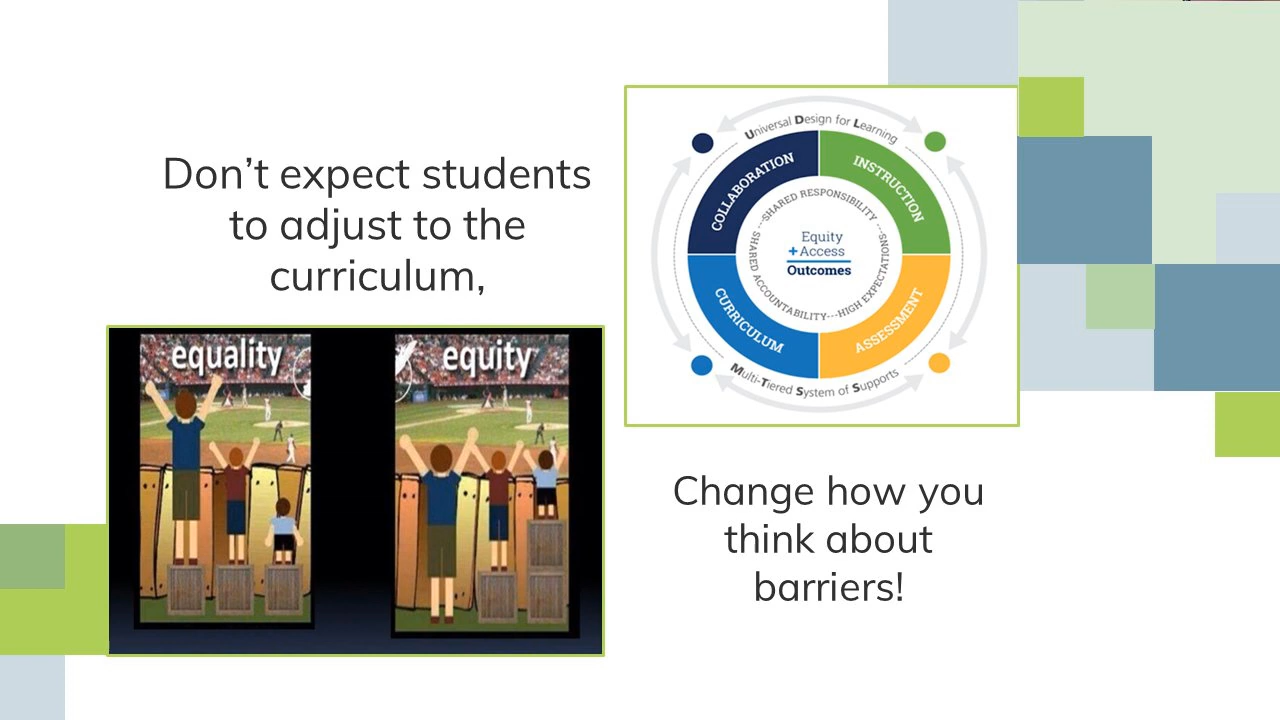 Don’t expect students
to adjust to the
curriculum,
equality
equity
Universal Design for Learning
COLLABORATION
INSTRUCTION
SHARED RESPONSIBILITY
SHARED ACCOUNTABILITY
HIGH EXPECTATIONS
Equity
+Access
Outcomes
CURRICULUM
ASSESSMENT
Multi-Tiered System of Supports
Change how you
think about
barriers!